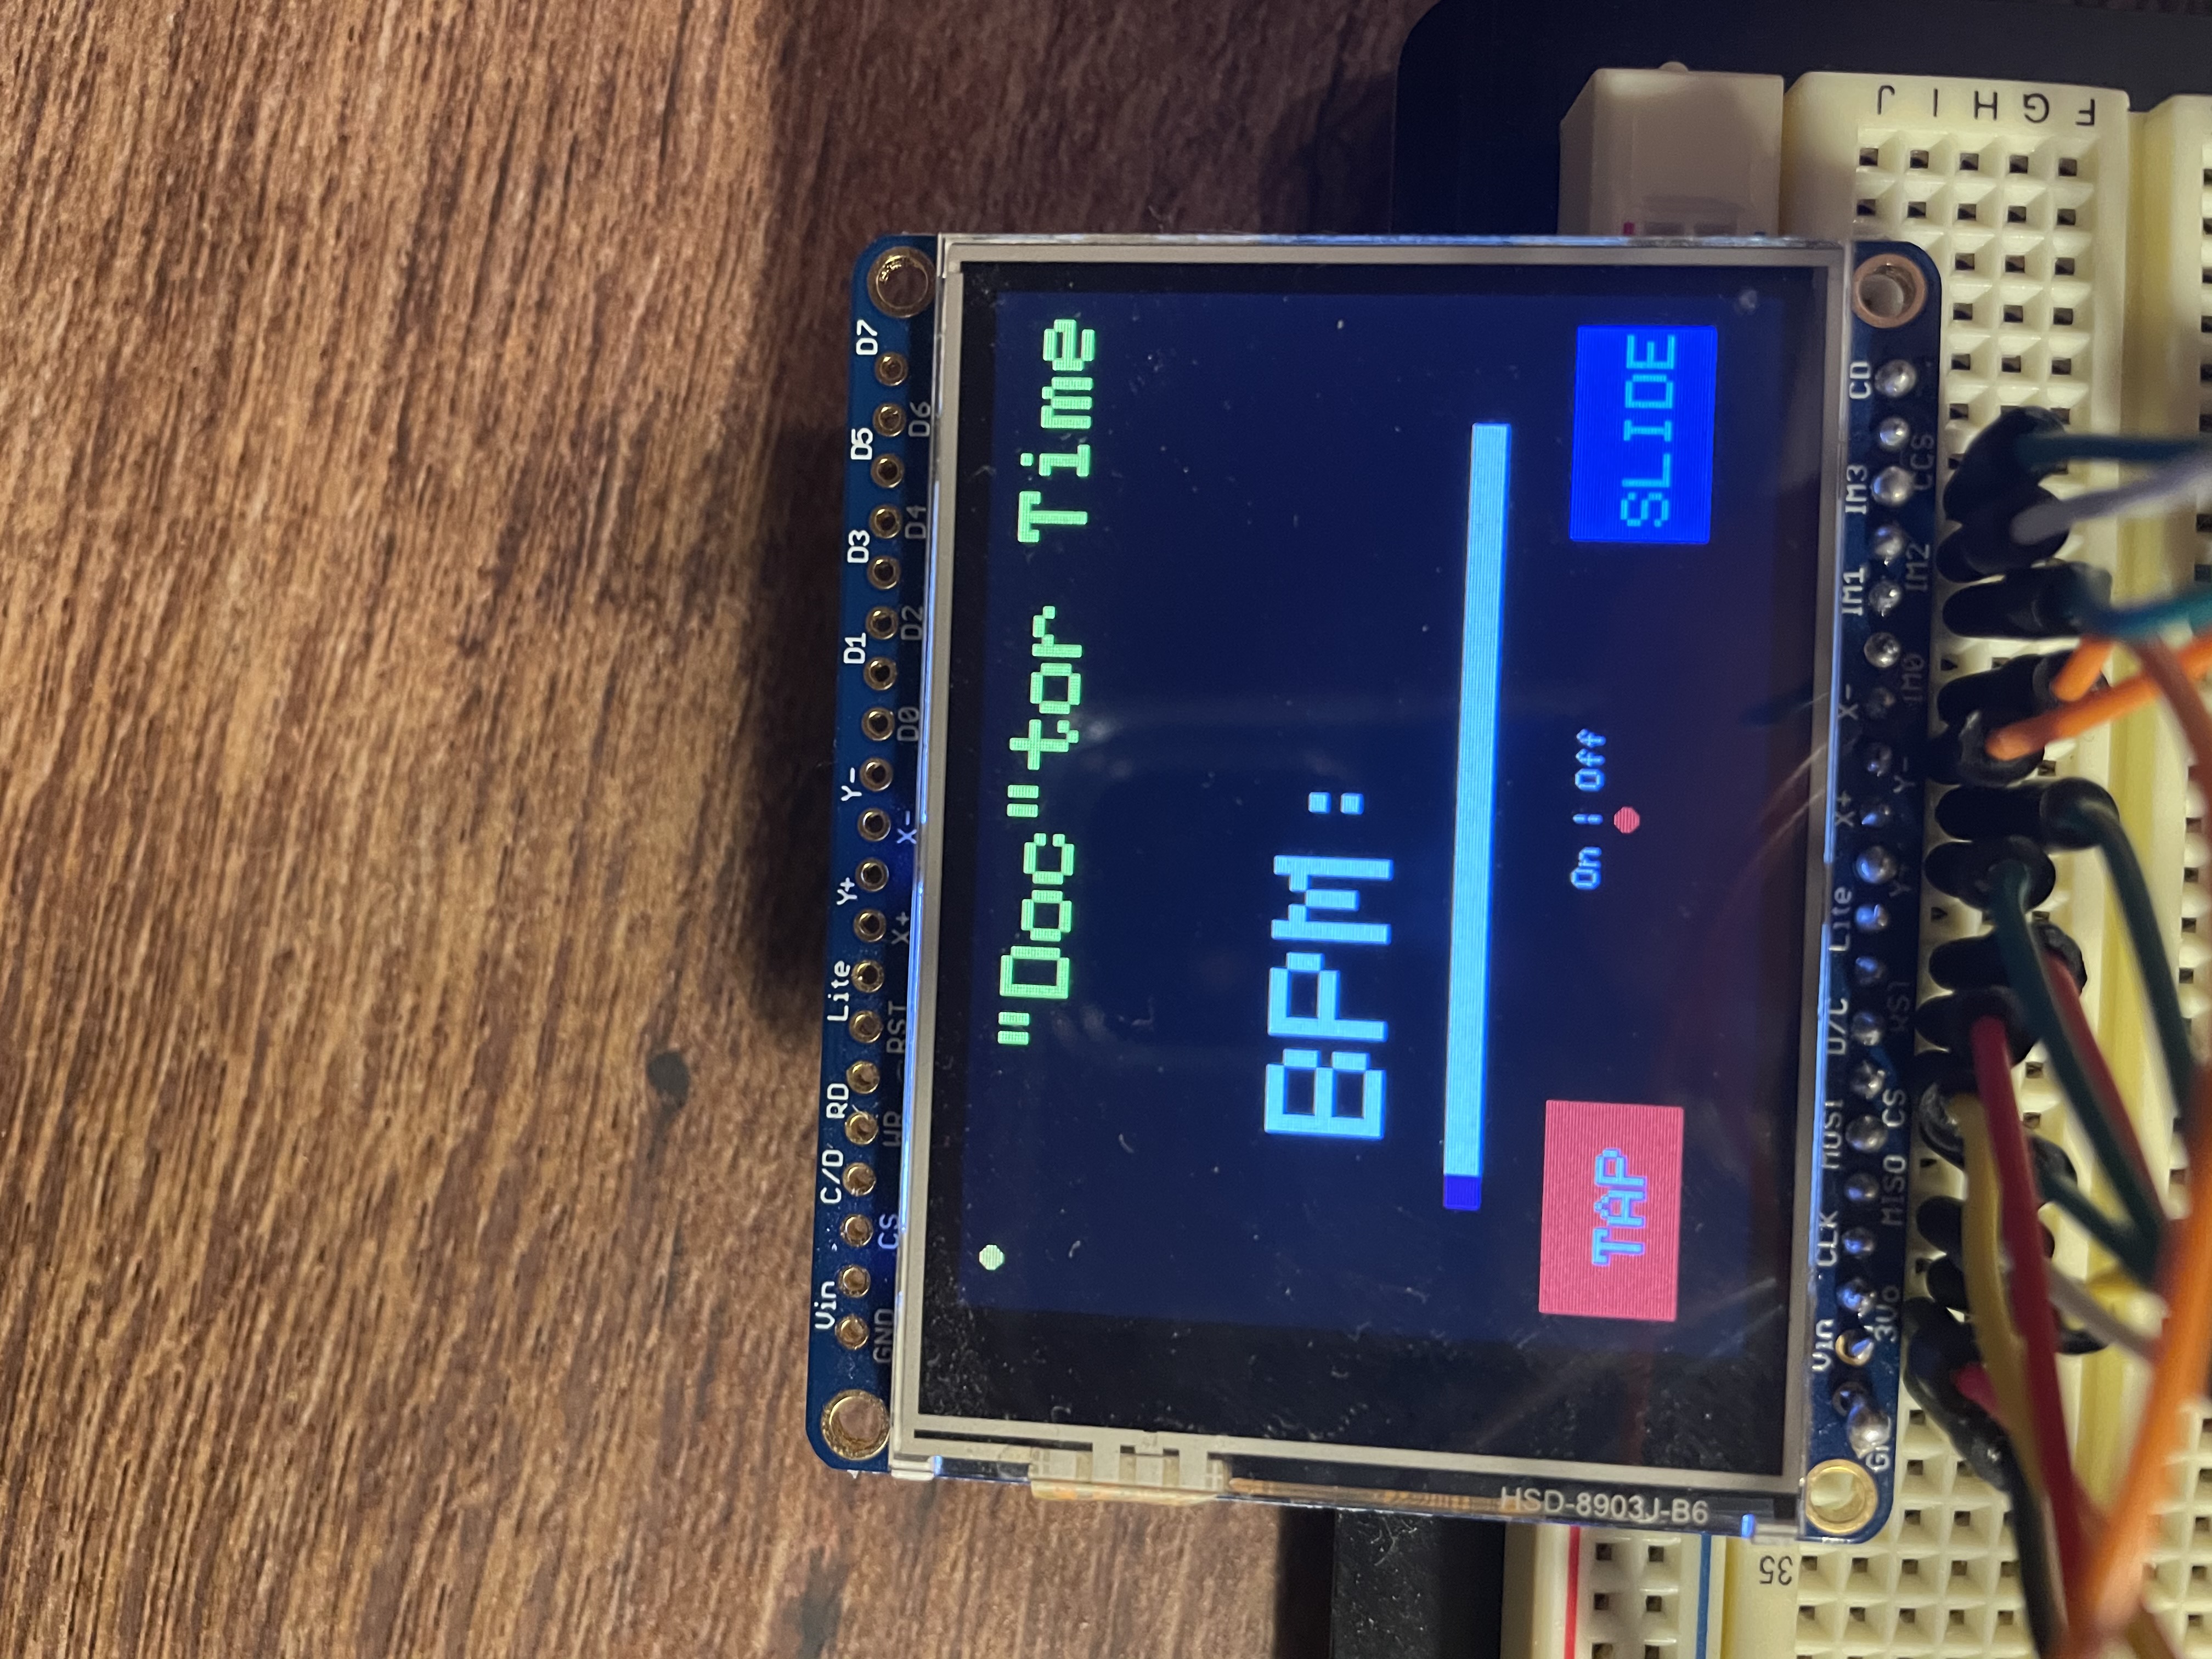 Vin C/D RD Lite Y+ Y- D1 D3 D5 D7
GND CS WR RST X+ X- D0 D2 D4 D6
"Doc"tor Time
BPM:
TAP
On : Off
SLIDE
HSD-8903J-B6
35
Vin CLK MOSI D/C Lite X+ X- IM1 IM3 CD
3Vo MISO CS RST Y+ Y- IM0 IM2 CCS
J
I
H
G
F